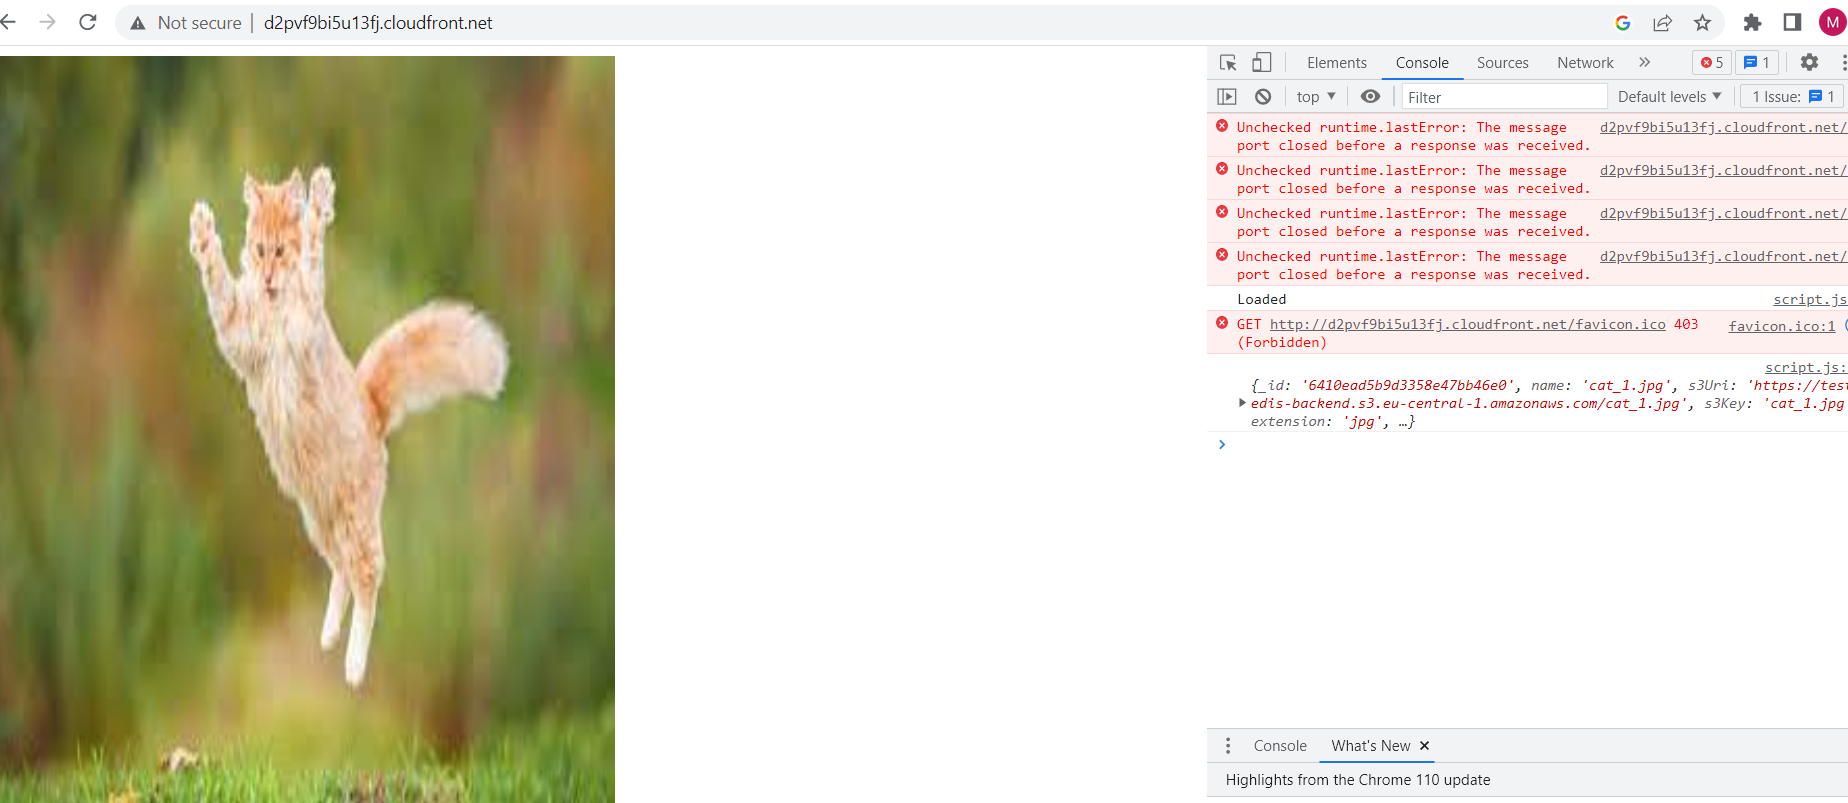 Not secure | d2pvf9bi5u13fj.cloudfront.net
M
Elements Console Sources Network » 5 1
top ▼ Filter Default levels ▼ 1 Issue: 1
Unchecked runtime.lastError: The message d2pvf9bi5u13fj.cloudfront.net/
port closed before a response was received.
Unchecked runtime.lastError: The message d2pvf9bi5u13fj.cloudfront.net/
port closed before a response was received.
Unchecked runtime.lastError: The message d2pvf9bi5u13fj.cloudfront.net/
port closed before a response was received.
Unchecked runtime.lastError: The message d2pvf9bi5u13fj.cloudfront.net/
port closed before a response was received.
Loaded script.js
GET http://d2pvf9bi5u13fj.cloudfront.net/favicon.ico 403 favicon.ico:1
(Forbidden)
script.js:
{_id: '6410ead5b9d3358e47bb46e0', name: 'cat_1.jpg', s3Uri: 'https://tes
edis-backend.s3.eu-central-1.amazonaws.com/cat_1.jpg', s3Key: 'cat_1.jpg
extension: 'jpg', …}
Console What's New ×
Highlights from the Chrome 110 update